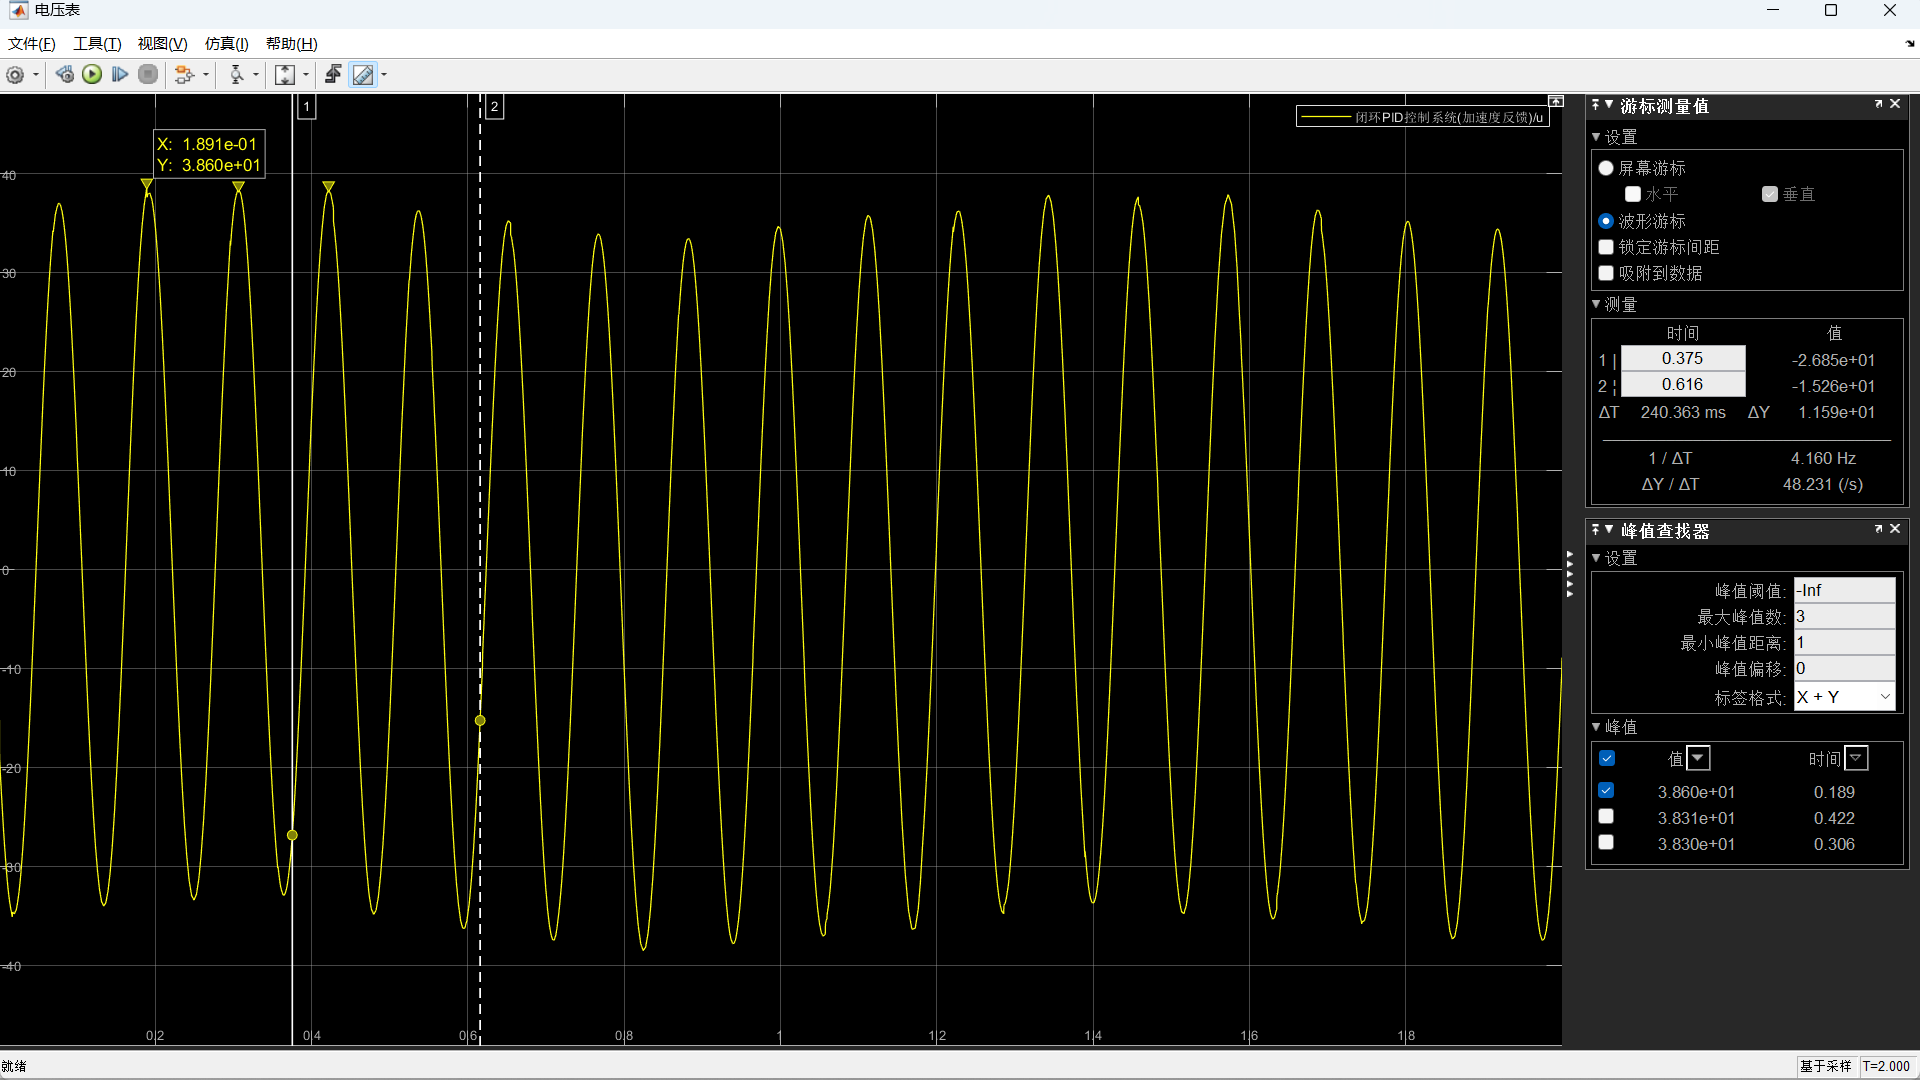 电压表
文件(F) 工具(T) 视图(V) 仿真(I) 帮助(H)
1 2
闭环PID控制系统(加速度反馈)/u
X: 1.891e-01
Y: 3.860e+01
40
30
20
10
0
-10
-20
-30
-40
0.2 0.4 0.6 0.8 1 1.2 1.4 1.6 1.8
游标测量值
设置
屏幕游标
水平 垂直
波形游标
锁定游标间距
吸附到数据
测量
时间 值
1 | 0.375 -2.685e+01
2 ¦ 0.616 -1.526e+01
ΔT 240.363 ms ΔY 1.159e+01
1 / ΔT 4.160 Hz
ΔY / ΔT 48.231 (/s)
峰值查找器
设置
峰值阈值: -Inf
最大峰值数: 3
最小峰值距离: 1
峰值偏移: 0
标签格式: X + Y
峰值
值 时间
3.860e+01 0.189
3.831e+01 0.422
3.830e+01 0.306
就绪
基于采样 T=2.000